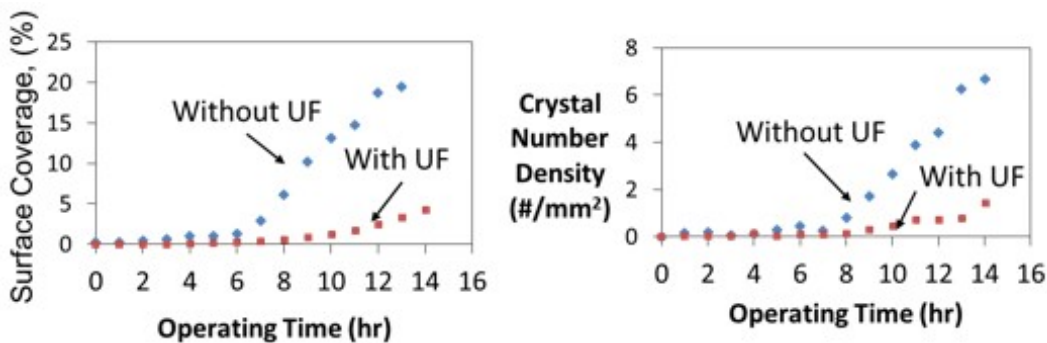 Surface Coverage, (%)
25
20
15
10
5
0
Without UF
With UF
0 2 4 6 8 10 12 14 16
Operating Time (hr)
Crystal
Number
Density
(#/mm²)
8
6
4
2
0
Without UF
With UF
0 2 4 6 8 10 12 14 16
Operating Time (hr)